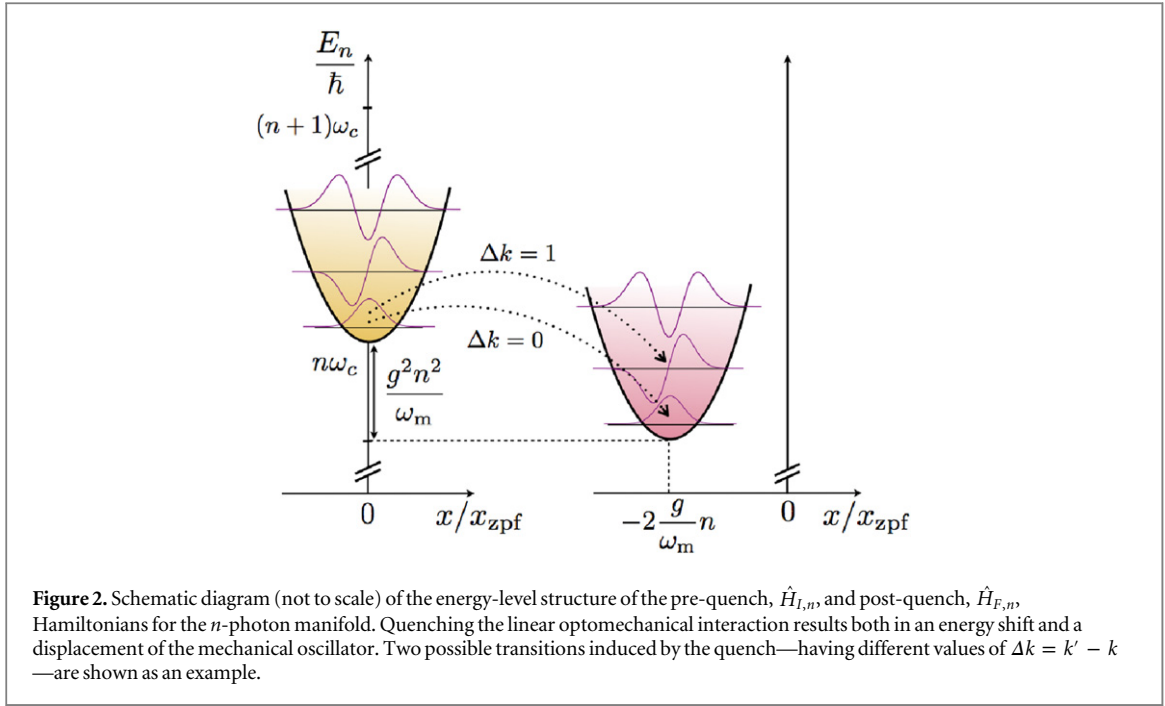 E_n/ħ
(n + 1)ω_c
Δk = 1
Δk = 0
nω_c
g²n²/ω_m
0
x/x_zpf
−2 g/ω_m n
0
x/x_zpf
Figure 2. Schematic diagram (not to scale) of the energy-level structure of the pre-quench, Ĥ_{I,n}, and post-quench, Ĥ_{F,n},
Hamiltonians for the n-photon manifold. Quenching the linear optomechanical interaction results both in an energy shift and a
displacement of the mechanical oscillator. Two possible transitions induced by the quench—having different values of Δk = k′ − k
—are shown as an example.